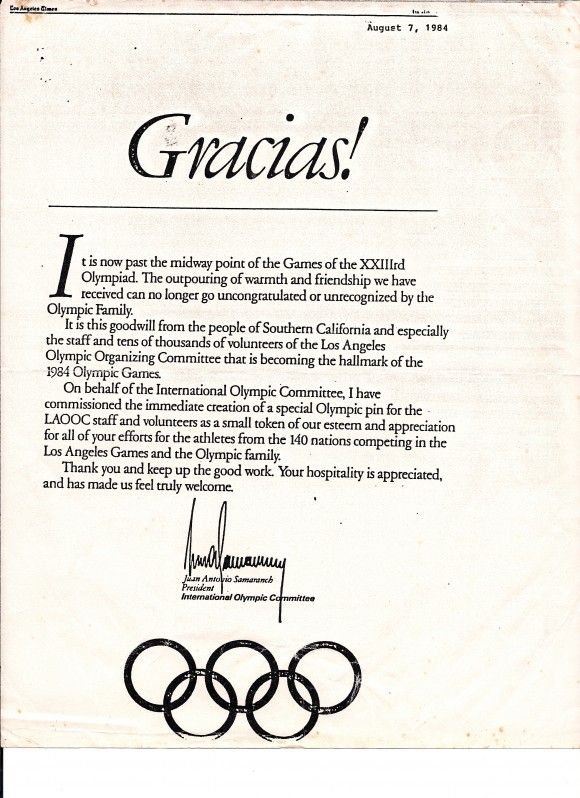 Los Angeles Times
August 7, 1984
Gracias!
It is now past the midway point of the Games of the XXIIIrd
Olympiad. The outpouring of warmth and friendship we have
received can no longer go uncongratulated or unrecognized by the
Olympic Family.
It is this goodwill from the people of Southern California and especially
the staff and tens of thousands of volunteers of the Los Angeles
Olympic Organizing Committee that is becoming the hallmark of the
1984 Olympic Games.
On behalf of the International Olympic Committee, I have
commissioned the immediate creation of a special Olympic pin for the
LAOOC staff and volunteers as a small token of our esteem and appreciation
for all of your efforts for the athletes from the 140 nations competing in the
Los Angeles Games and the Olympic family.
Thank you and keep up the good work. Your hospitality is appreciated,
and has made us feel truly welcome.
Juan Antonio Samaranch
President
International Olympic Committee